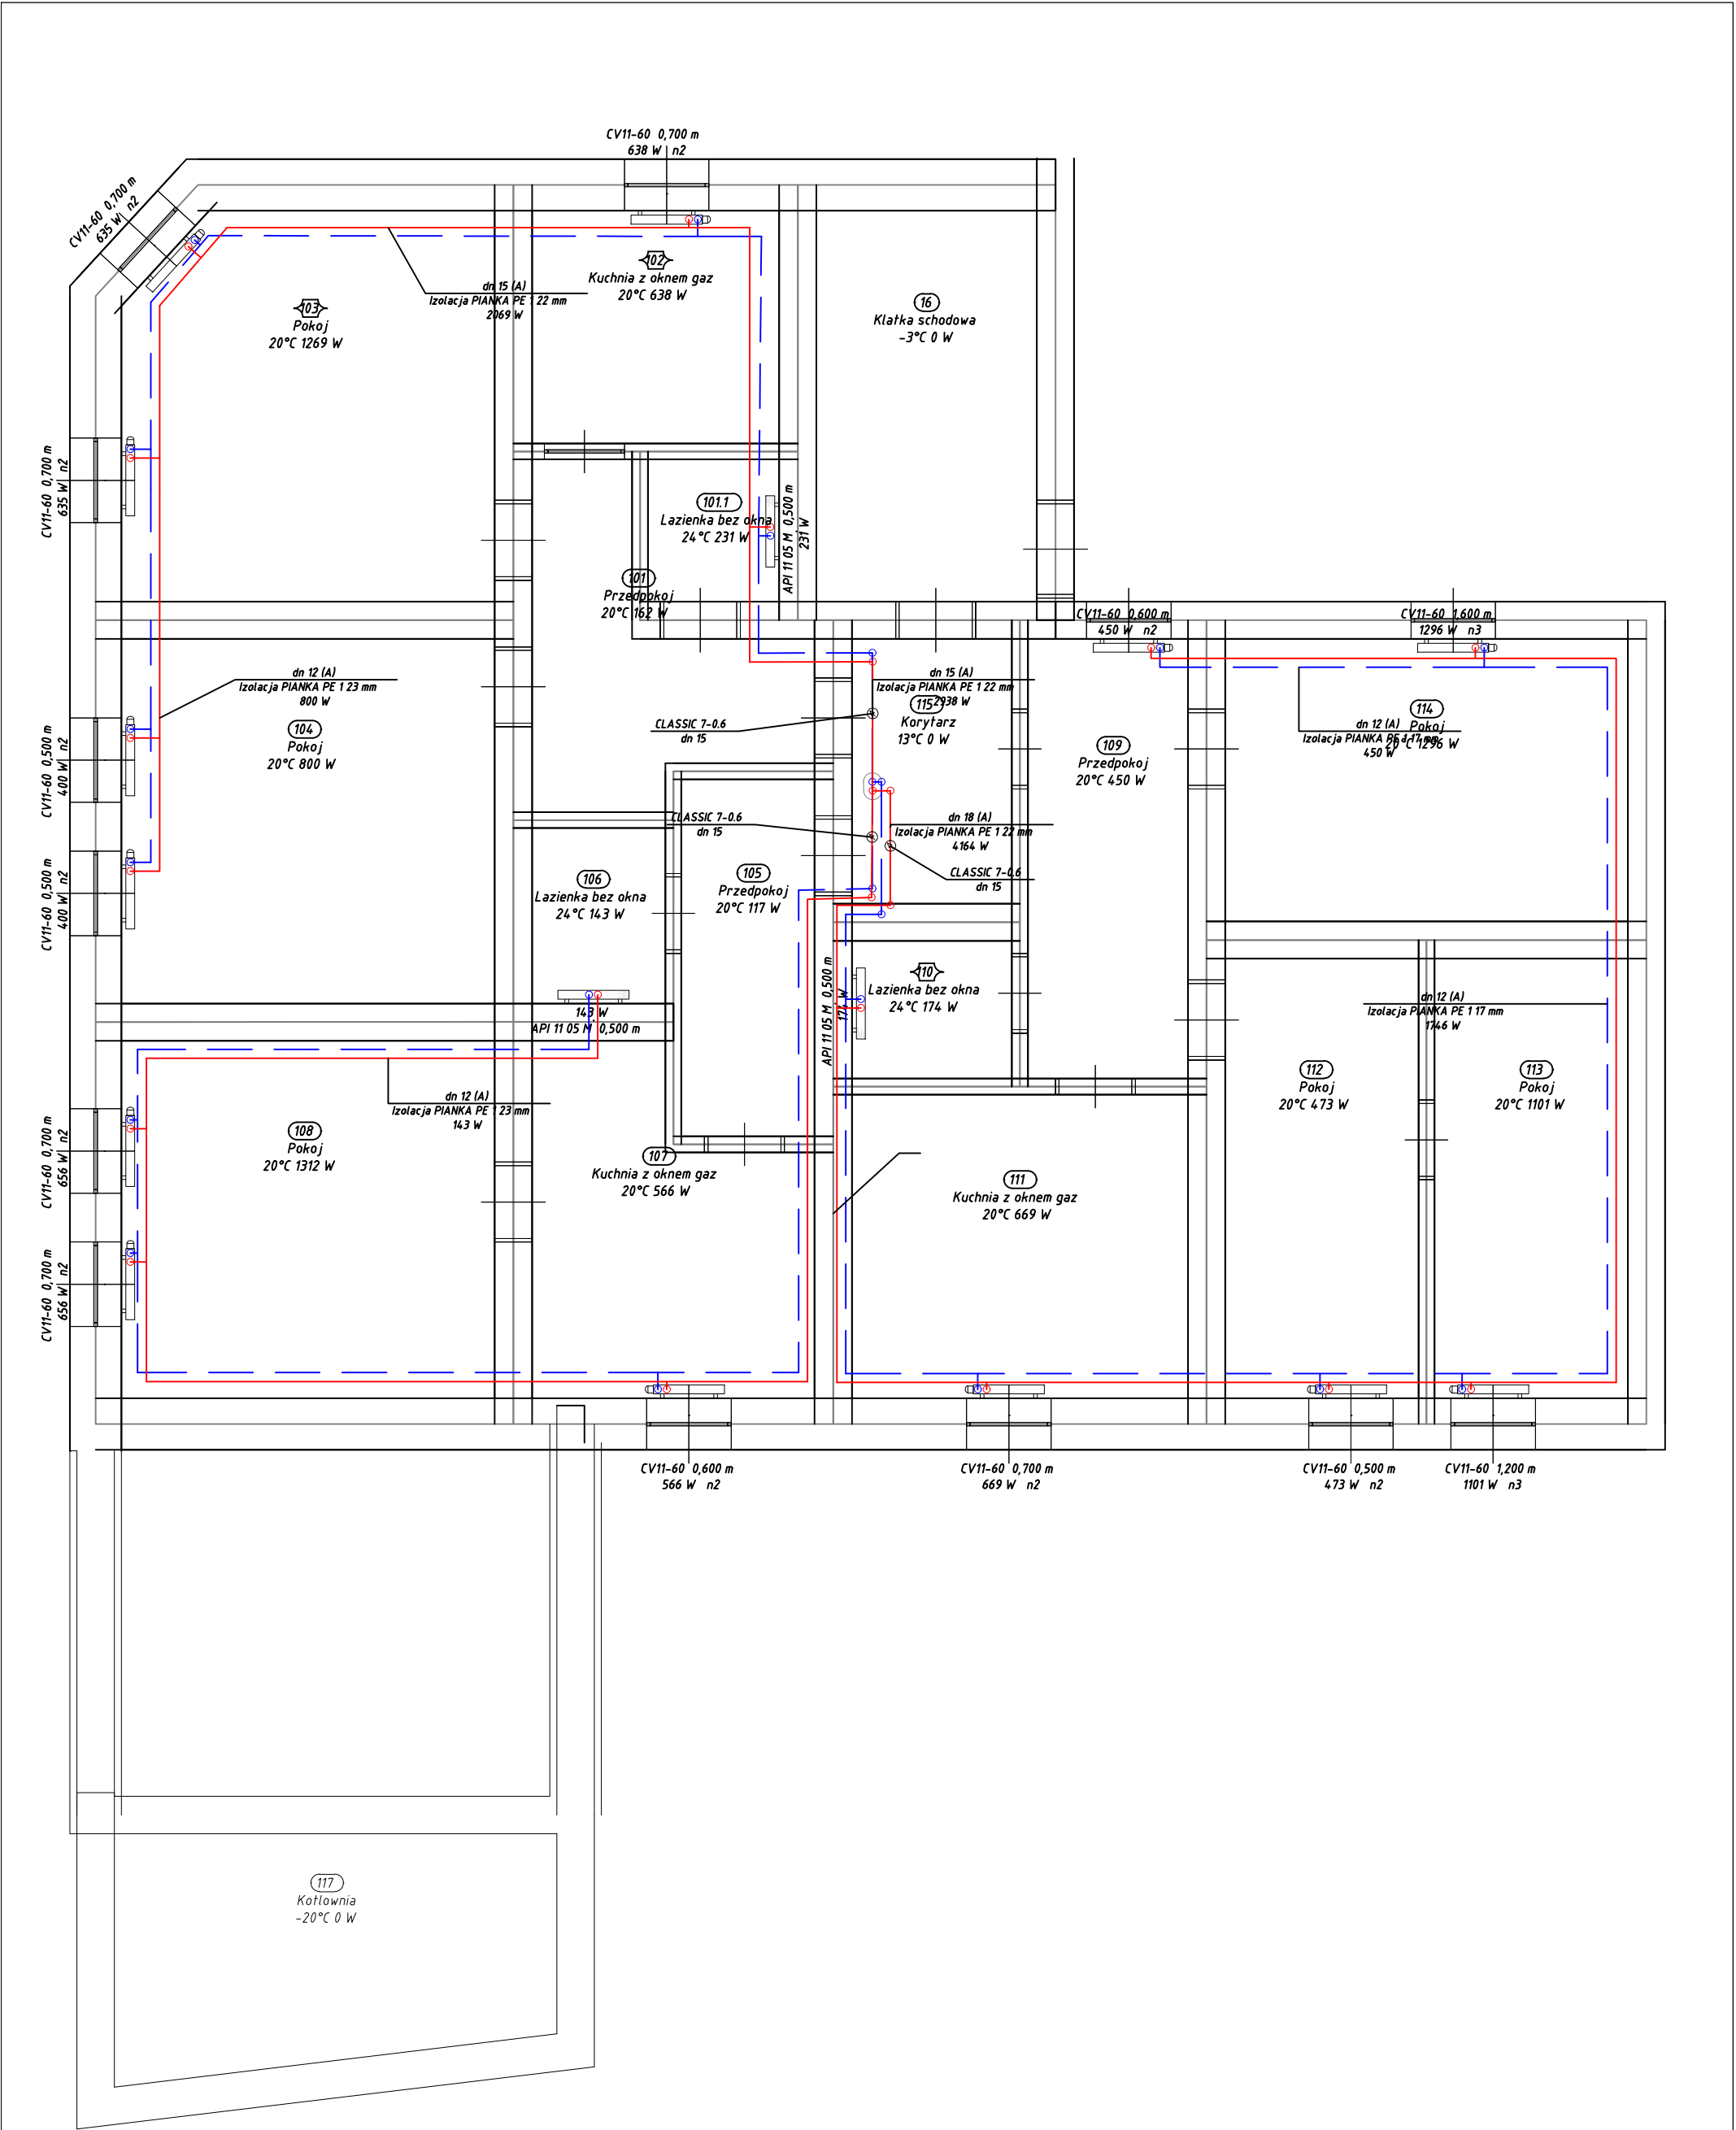 CV11-60 0,700 m
638 W n2
CV11-60 0,700 m
635 W n2
102
Kuchnia z oknem gaz
20°C 638 W
dn 15 (A)
Izolacja PIANKA PE 1 22 mm
2069 W
103
Pokoj
20°C 1269 W
16
Klatka schodowa
-3°C 0 W
CV11-60 0,700 m
635 W n2
101.1
Lazienka bez okna
24°C 231 W
API 11 05 M 0,500 m
231 W
101
Przedpokoj
20°C 162 W
CV11-60 0,600 m
450 W n2
CV11-60 1,600 m
1296 W n3
dn 12 (A)
Izolacja PIANKA PE 1 23 mm
800 W
dn 15 (A)
Izolacja PIANKA PE 1 22 mm
2938 W
115
Korytarz
13°C 0 W
CLASSIC 7-0.6
dn 15
104
Pokoj
20°C 800 W
109
Przedpokoj
20°C 450 W
114
Pokoj
20°C 1296 W
dn 12 (A)
Izolacja PIANKA PE 1 17 mm
450 W
CV11-60 0,500 m
400 W n2
CLASSIC 7-0.6
dn 15
dn 18 (A)
Izolacja PIANKA PE 1 22 mm
4164 W
CLASSIC 7-0.6
dn 15
105
Przedpokoj
20°C 117 W
106
Lazienka bez okna
24°C 143 W
CV11-60 0,500 m
400 W n2
110
Lazienka bez okna
24°C 174 W
API 11 05 M 0,500 m
174 W
143 W
API 11 05 M 0,500 m
dn 12 (A)
Izolacja PIANKA PE 1 17 mm
1746 W
112
Pokoj
20°C 473 W
113
Pokoj
20°C 1101 W
dn 12 (A)
Izolacja PIANKA PE 1 23 mm
143 W
108
Pokoj
20°C 1312 W
CV11-60 0,700 m
656 W n2
107
Kuchnia z oknem gaz
20°C 566 W
111
Kuchnia z oknem gaz
20°C 669 W
CV11-60 0,700 m
656 W n2
CV11-60 0,600 m
566 W n2
CV11-60 0,700 m
669 W n2
CV11-60 0,500 m
473 W n2
CV11-60 1,200 m
1101 W n3
117
Kotlownia
-20°C 0 W